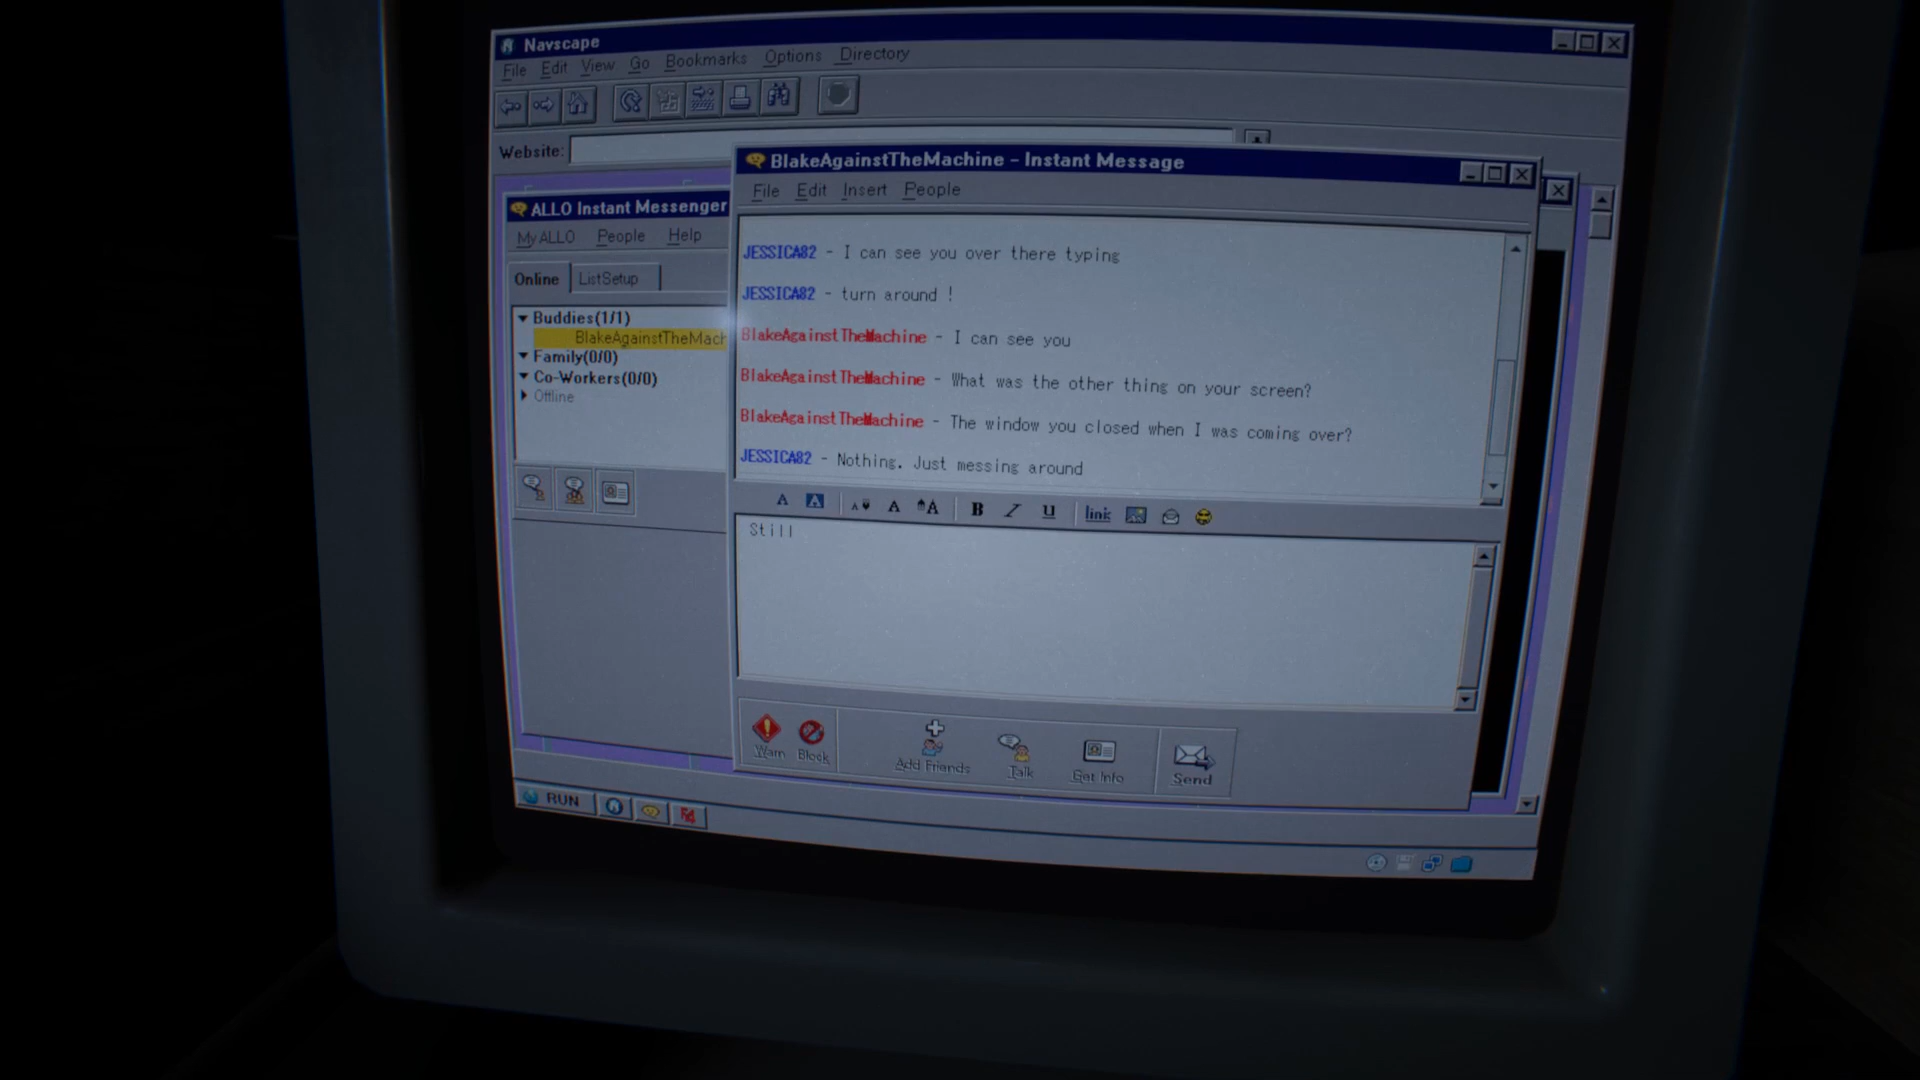 Navscape
File Edit View Go Bookmarks Options Directory
Website:
BlakeAgainstTheMachine - Instant Message
File Edit Insert People
ALLO Instant Messenger
My ALLO People Help
Online ListSetup
Buddies(1/1)
BlakeAgainstTheMach
Family(0/0)
Co-Workers(0/0)
Offline
JESSICA82 - I can see you over there typing
JESSICA82 - turn around !
BlakeAgainstTheMachine - I can see you
BlakeAgainstTheMachine - What was the other thing on your screen?
BlakeAgainstTheMachine - The window you closed when I was coming over?
JESSICA82 - Nothing. Just messing around
A A A A A B I U link
Still
Warn Block Add Friends Talk Get Info Send
RUN